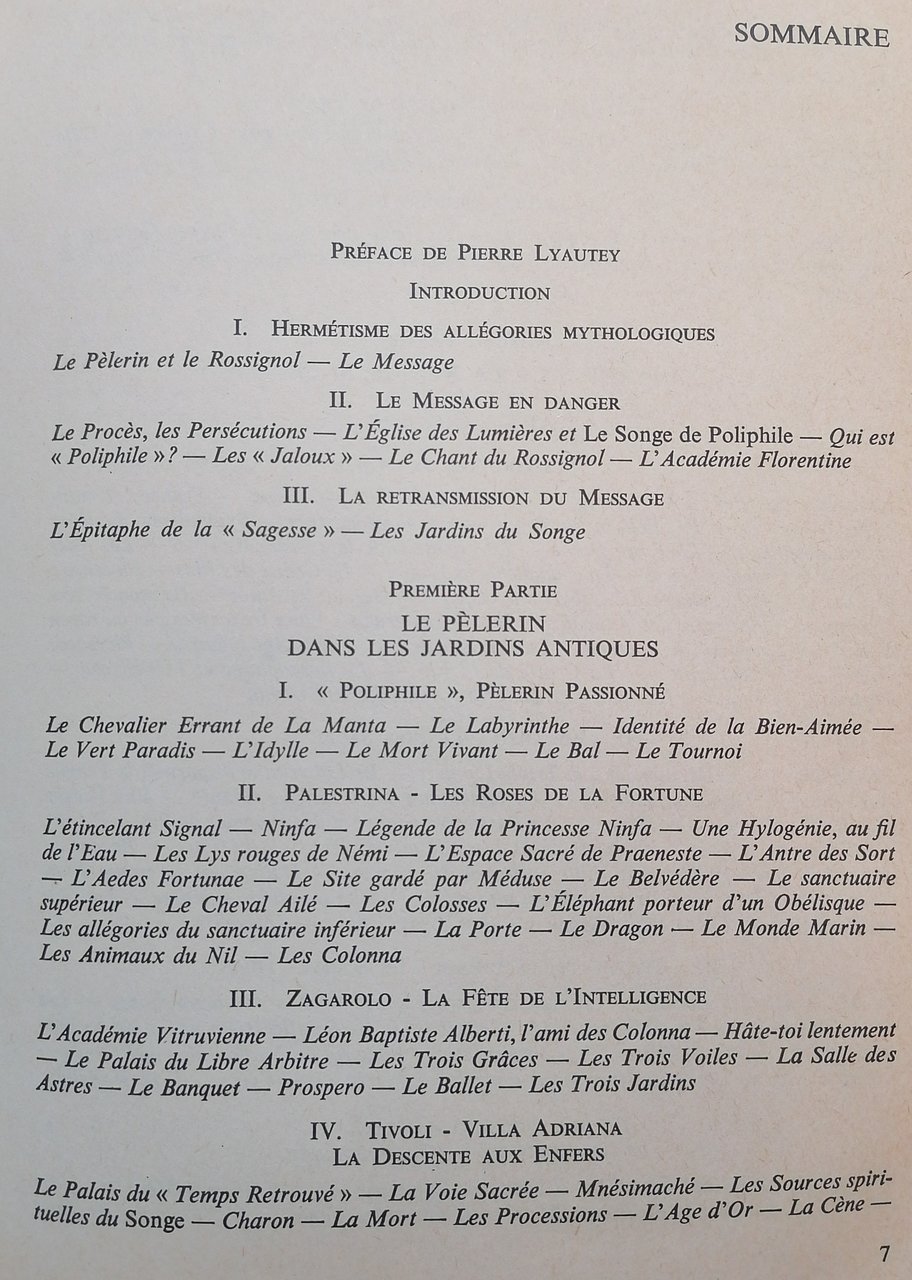 SOMMAIRE
PRÉFACE DE PIERRE LYAUTEY
INTRODUCTION
I. HERMÉTISME DES ALLÉGORIES MYTHOLOGIQUES
Le Pèlerin et le Rossignol — Le Message
II. LE MESSAGE EN DANGER
Le Procès, les Persécutions — L'Église des Lumières et Le Songe de Poliphile — Qui est
« Poliphile » ? — Les « Jaloux » — Le Chant du Rossignol — L'Académie Florentine
III. LA RETRANSMISSION DU MESSAGE
L'Épitaphe de la « Sagesse » — Les Jardins du Songe
PREMIÈRE PARTIE
LE PÈLERIN
DANS LES JARDINS ANTIQUES
I. « POLIPHILE », PÈLERIN PASSIONNÉ
Le Chevalier Errant de La Manta — Le Labyrinthe — Identité de la Bien-Aimée —
Le Vert Paradis — L'Idylle — Le Mort Vivant — Le Bal — Le Tournoi
II. PALESTRINA - LES ROSES DE LA FORTUNE
L'étincelant Signal — Ninfa — Légende de la Princesse Ninfa — Une Hylogénie, au fil
de l'Eau — Les Lys rouges de Némi — L'Espace Sacré de Praeneste — L'Antre des Sort
— L'Aedes Fortunae — Le Site gardé par Méduse — Le Belvédère — Le sanctuaire
supérieur — Le Cheval Ailé — Les Colosses — L'Éléphant porteur d'un Obélisque —
Les allégories du sanctuaire inférieur — La Porte — Le Dragon — Le Monde Marin —
Les Animaux du Nil — Les Colonna
III. ZAGAROLO - LA FÊTE DE L'INTELLIGENCE
L'Académie Vitruvienne — Léon Baptiste Alberti, l'ami des Colonna — Hâte-toi lentement
— Le Palais du Libre Arbitre — Les Trois Grâces — Les Trois Voiles — La Salle des
Astres — Le Banquet — Prospero — Le Ballet — Les Trois Jardins
IV. TIVOLI - VILLA ADRIANA
LA DESCENTE AUX ENFERS
Le Palais du « Temps Retrouvé » — La Voie Sacrée — Mnésimaché — Les Sources spiri-
tuelles du Songe — Charon — La Mort — Les Processions — L'Age d'Or — La Cène —
7